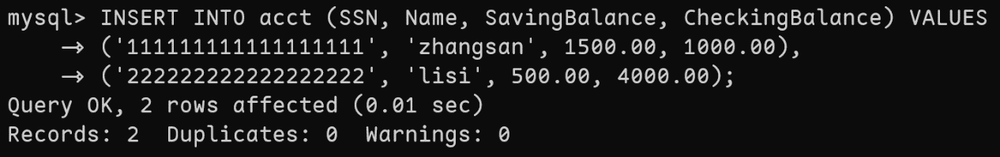 mysql> INSERT INTO acct (SSN, Name, SavingBalance, CheckingBalance) VALUES
    -> ('111111111111111111', 'zhangsan', 1500.00, 1000.00),
    -> ('222222222222222222', 'lisi', 500.00, 4000.00);
Query OK, 2 rows affected (0.01 sec)
Records: 2  Duplicates: 0  Warnings: 0